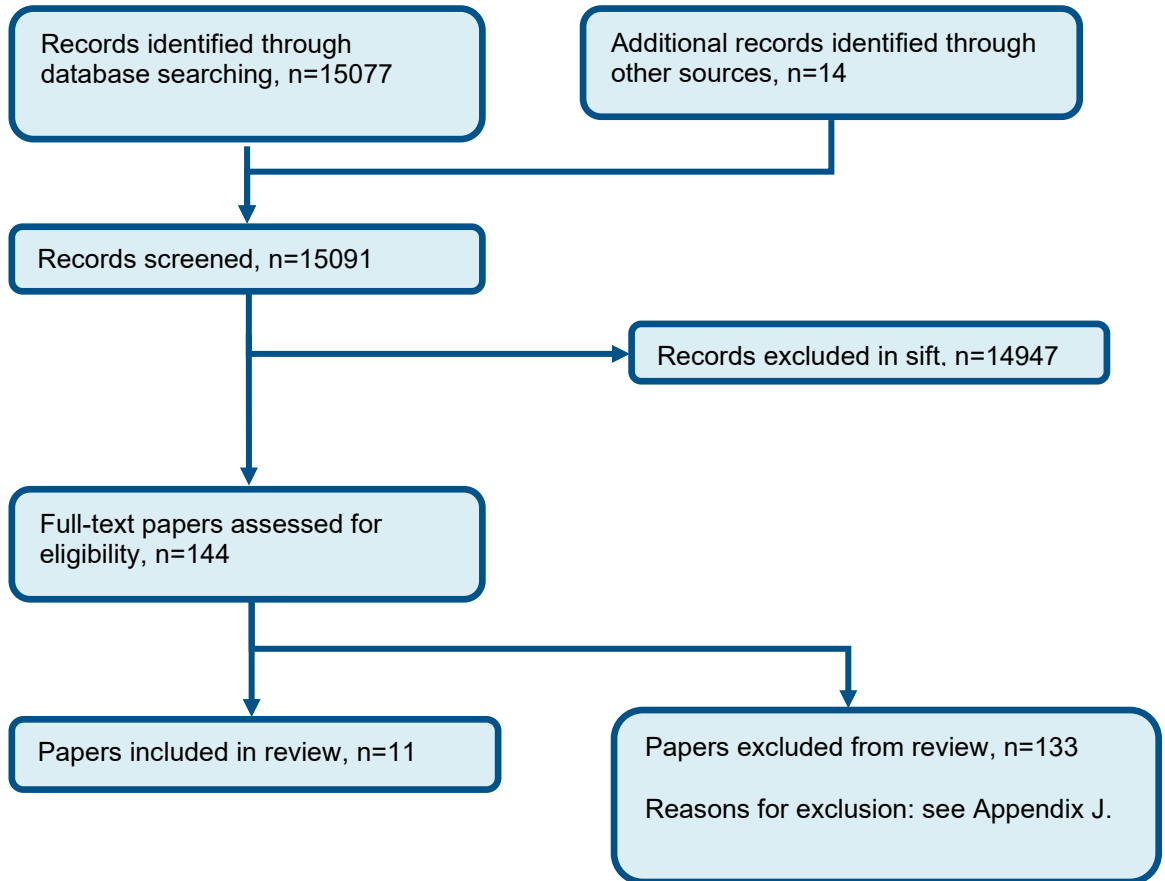 Records identified through
database searching, n=15077
Additional records identified through
other sources, n=14
Records screened, n=15091
Records excluded in sift, n=14947
Full-text papers assessed for
eligibility, n=144
Papers included in review, n=11
Papers excluded from review, n=133
Reasons for exclusion: see Appendix J.